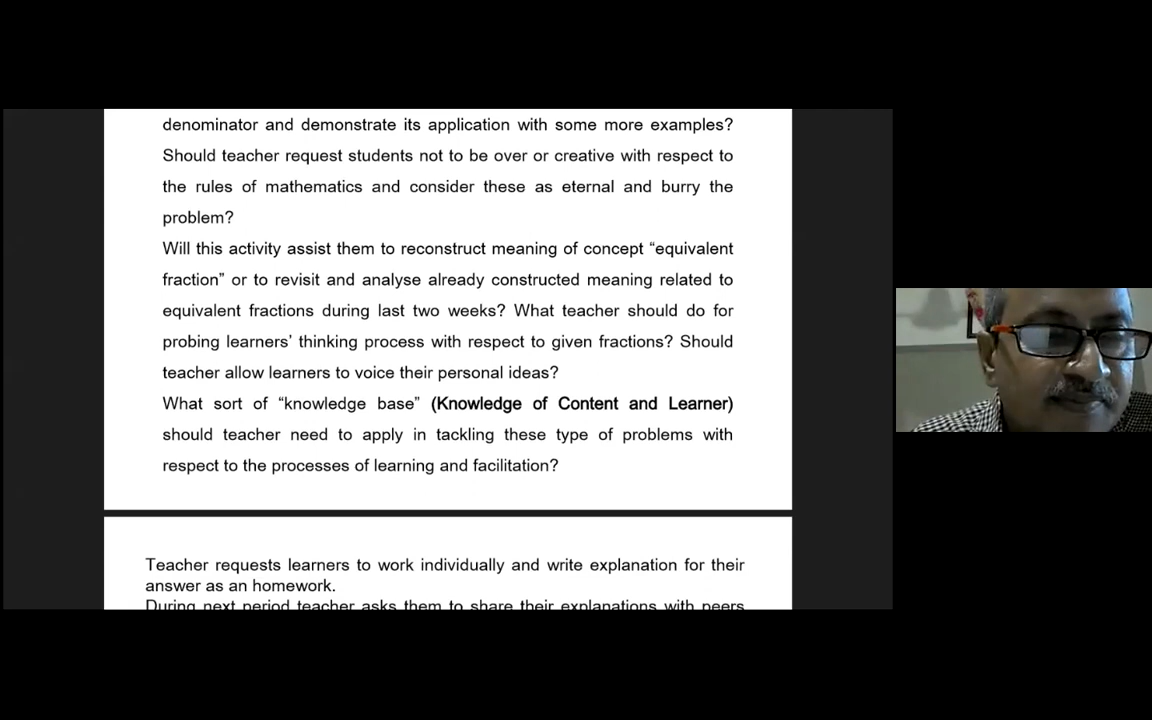 denominator and demonstrate its application with some more examples?
Should teacher request students not to be over or creative with respect to
the rules of mathematics and consider these as eternal and burry the
problem?
Will this activity assist them to reconstruct meaning of concept “equivalent
fraction” or to revisit and analyse already constructed meaning related to
equivalent fractions during last two weeks? What teacher should do for
probing learners’ thinking process with respect to given fractions? Should
teacher allow learners to voice their personal ideas?
What sort of “knowledge base” (Knowledge of Content and Learner)
should teacher need to apply in tackling these type of problems with
respect to the processes of learning and facilitation?
Teacher requests learners to work individually and write explanation for their
answer as an homework.
During next period teacher asks them to share their explanations with peers